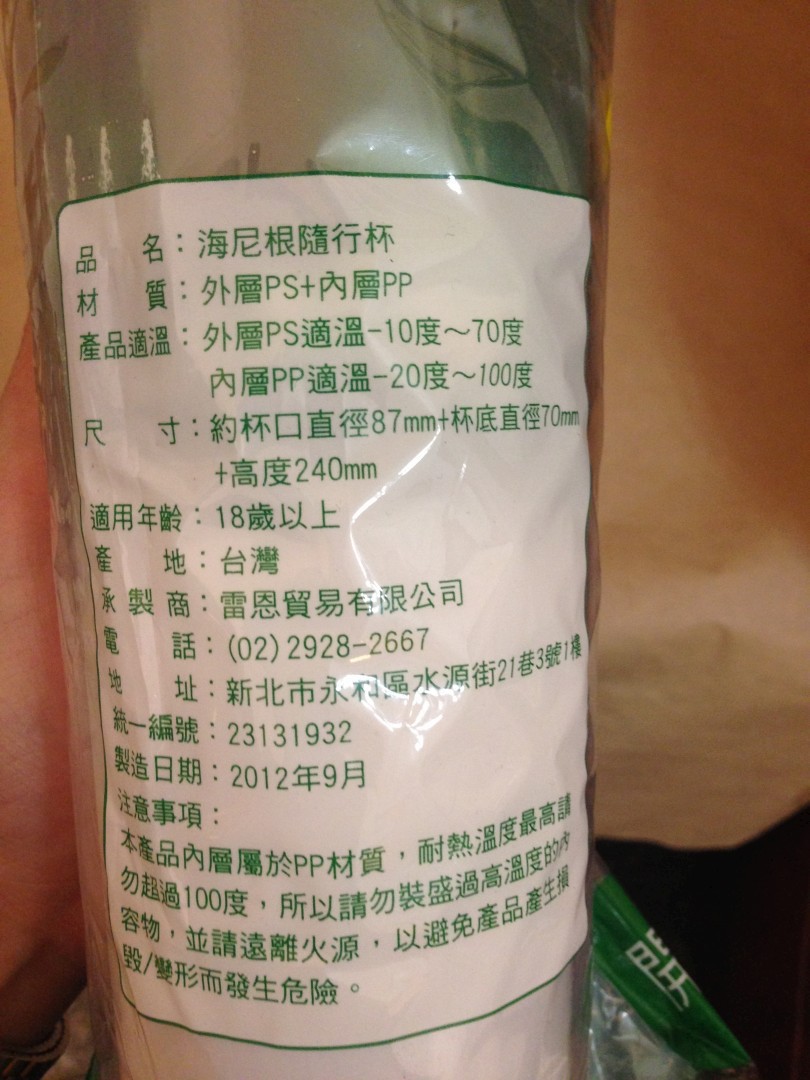 品　　名：海尼根隨行杯
材　　質：外層PS+內層PP
產品適溫：外層PS適溫-10度～70度
內層PP適溫-20度～100度
尺　　寸：約杯口直徑87mm+杯底直徑70mm
+高度240mm
適用年齡：18歲以上
產　　地：台灣
承 製 商：雷恩貿易有限公司
電　　話：(02)2928-2667
地　　址：新北市永和區水源街21巷3號1樓
統一編號：23131932
製造日期：2012年9月
注意事項：
本產品內層屬於PP材質，耐熱溫度最高請
勿超過100度，所以請勿裝盛過高溫度的內
容物，並請遠離火源，以避免產品產生損
毀/變形而發生危險。